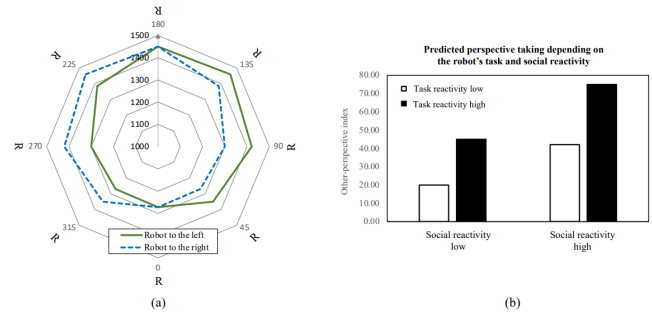 (a)
R
180
1500
1400
1300
1200
1100
1000
R
225
135
R
R
270
90
R
R
315
45
R
Robot to the left
Robot to the right
0
R
Predicted perspective taking depending on
the robot's task and social reactivity
Other-perspective index
80.00
70.00
60.00
50.00
40.00
30.00
20.00
10.00
0.00
Task reactivity low
Task reactivity high
Social reactivity
low
Social reactivity
high
(b)